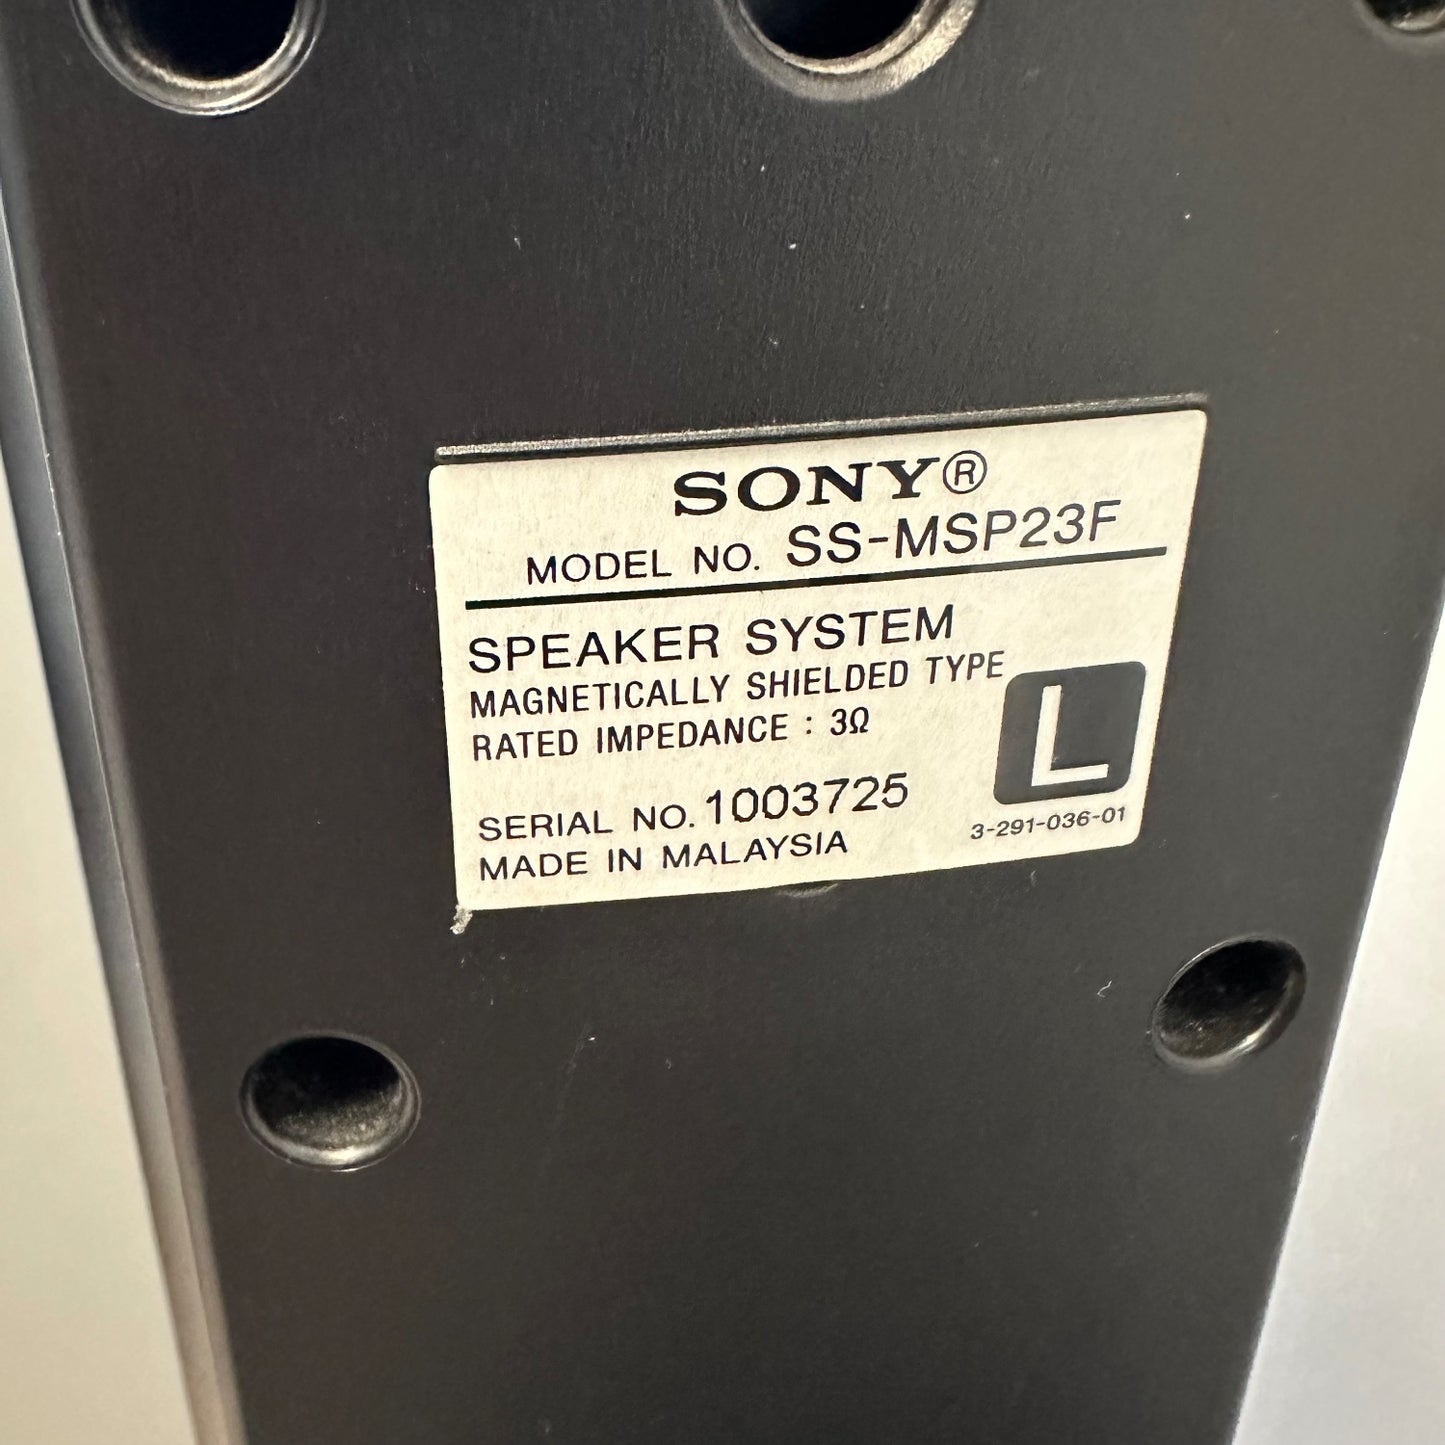 SONY®
MODEL NO. SS-MSP23F
SPEAKER SYSTEM
MAGNETICALLY SHIELDED TYPE
RATED IMPEDANCE : 3Ω
L
SERIAL NO. 1003725
3-291-036-01
MADE IN MALAYSIA